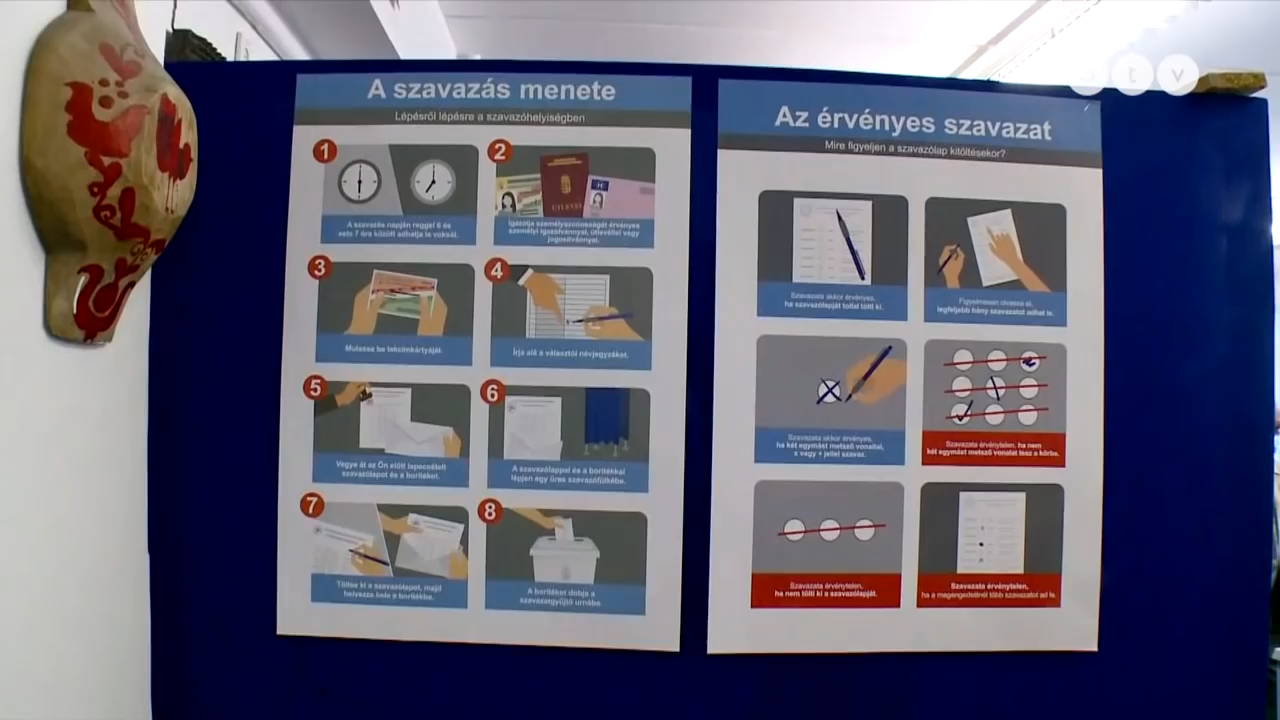 A szavazás menete
Lépésről lépésre a szavazóhelyiségben
1
A szavazás napján reggel 6 és
este 7 óra között adhatja le voksát.
2
ÚTLEVÉL
Igazolja személyazonosságát érvényes
személyi igazolvánnyal, útlevéllel vagy
jogosítvánnyal.
3
Mutassa be lakcímkártyáját.
4
Írja alá a választói névjegyzéket.
5
Vegye át az Ön előtt lepecsételt
szavazólapot és a borítékot.
6
A szavazólappal és a borítékkal
lépjen egy üres szavazófülkébe.
7
Töltse ki a szavazólapot, majd
helyezze bele a borítékba.
8
A borítékot dobja a
szavazatgyűjtő urnába.
Az érvényes szavazat
Mire figyeljen a szavazólap kitöltésekor?
Szavazata akkor érvényes,
ha szavazólapját tollal tölti ki.
Figyelmesen olvassa el,
legfeljebb hány szavazatot adhat le.
Szavazata akkor érvényes,
ha két egymást metsző vonallal,
x vagy + jellel szavaz.
Szavazata érvénytelen, ha nem
két egymást metsző vonalat tesz a körbe.
Szavazata érvénytelen,
ha nem tölti ki a szavazólapját.
Szavazata érvénytelen,
ha a megengedettnél több szavazatot ad le.
t v